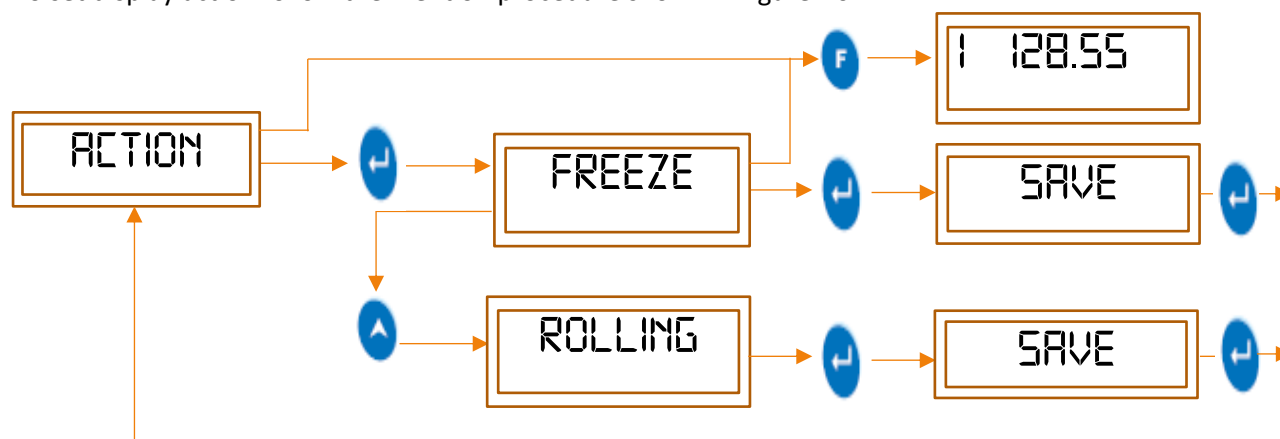 F
1 128.55
ACTION
FREEZE
SAVE
ROLLING
SAVE